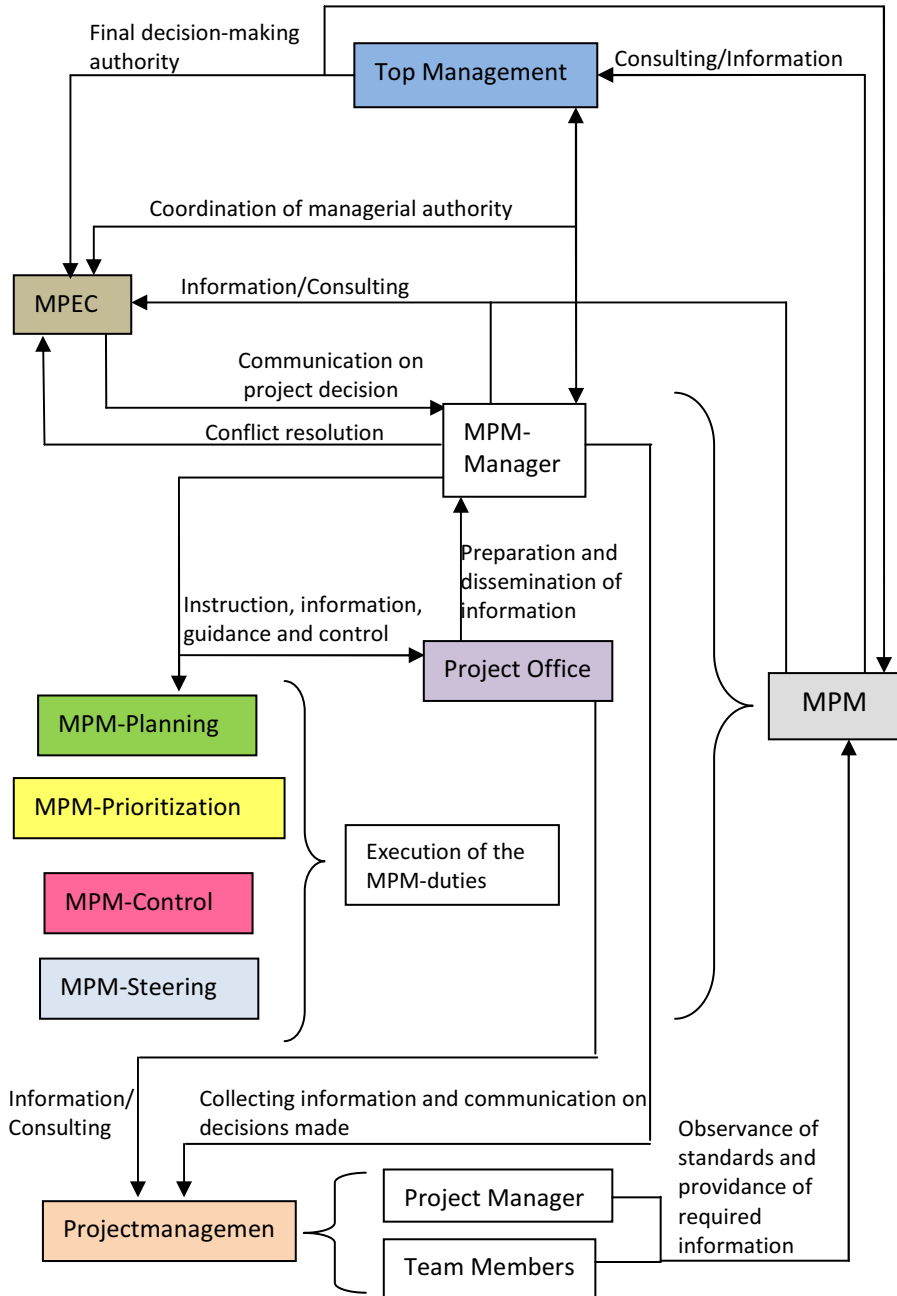 Final decision-making
authority
Top Management
Consulting/Information
Coordination of managerial authority
MPEC
Information/Consulting
Communication on
project decision
Conflict resolution
MPM-
Manager
Preparation and
dissemination of
information
Instruction, information,
guidance and control
Project Office
MPM
MPM-Planning
MPM-Prioritization
Execution of the
MPM-duties
MPM-Control
MPM-Steering
Information/
Consulting
Collecting information and communication on
decisions made
Observance of
standards and
providance of
required
information
Projectmanagemen
Project Manager
Team Members